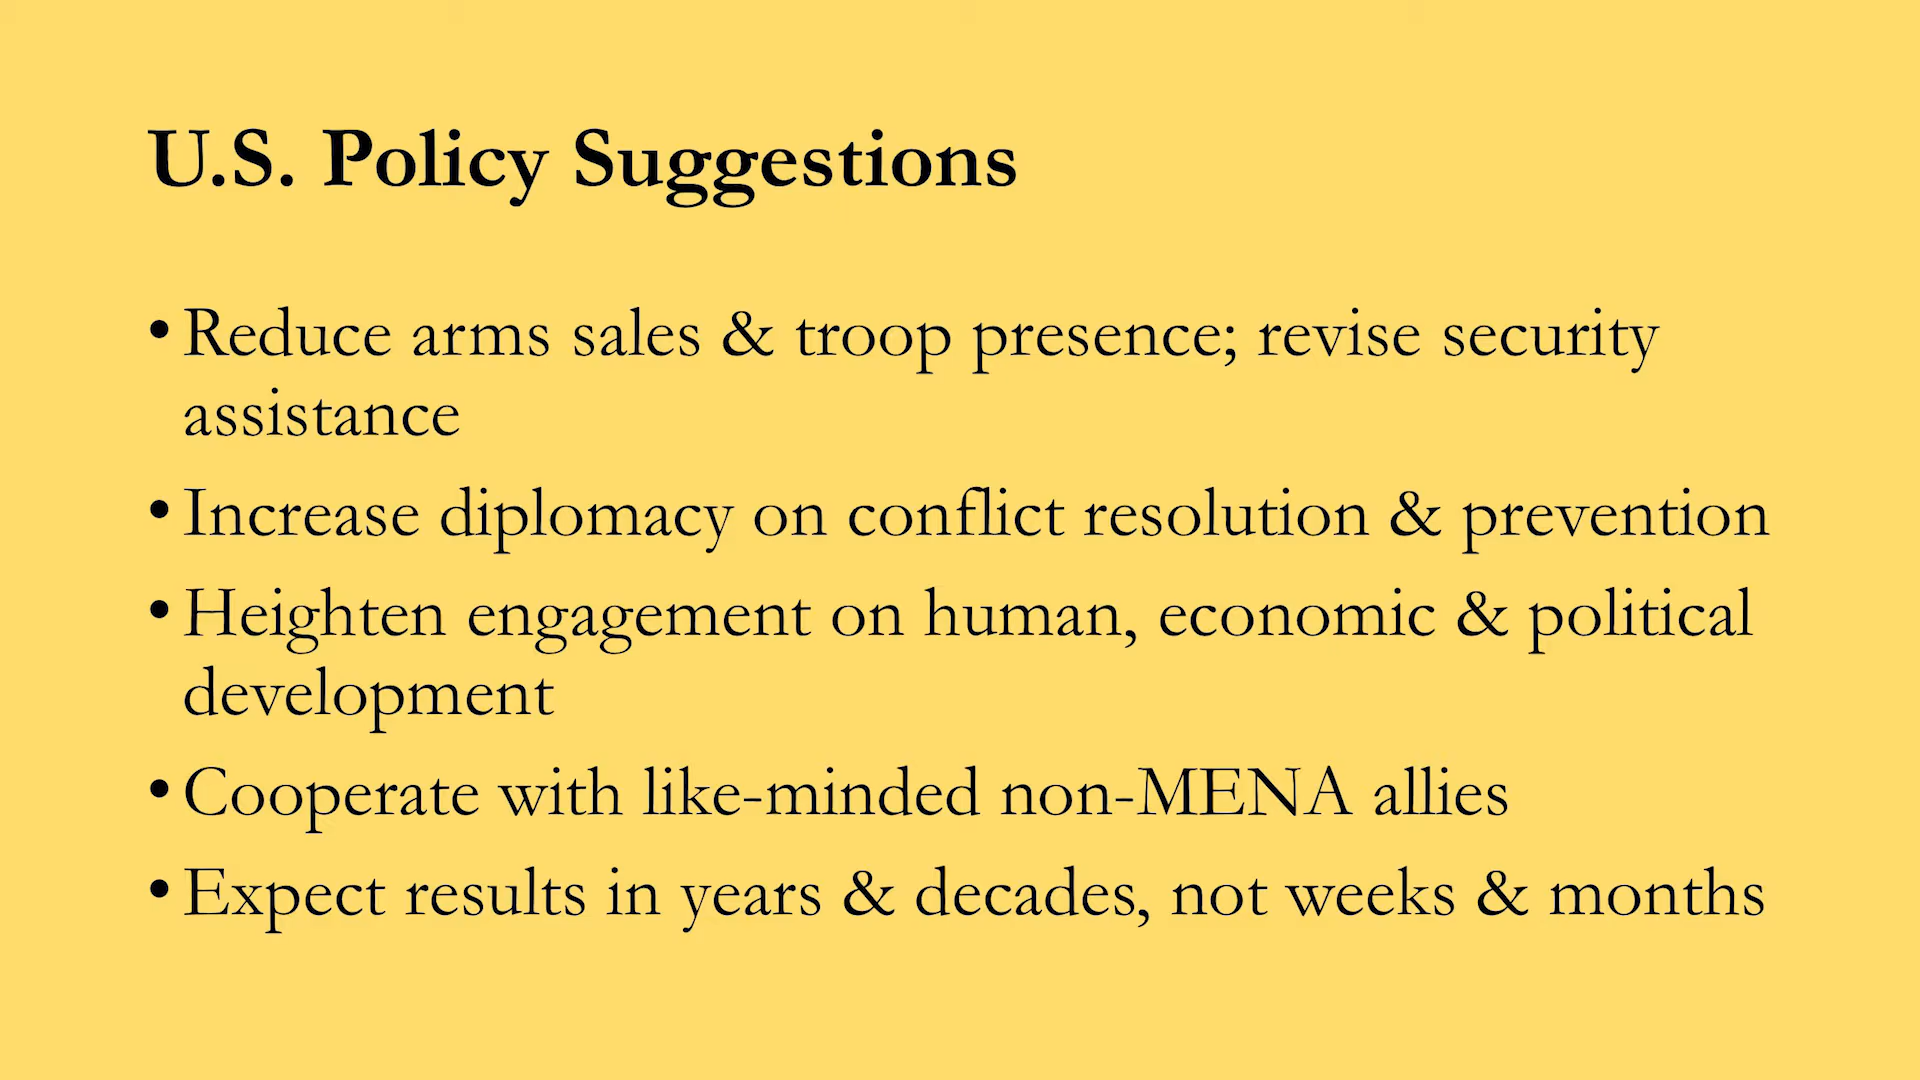 U.S. Policy Suggestions
• Reduce arms sales & troop presence; revise security
assistance
• Increase diplomacy on conflict resolution & prevention
• Heighten engagement on human, economic & political
development
• Cooperate with like-minded non-MENA allies
• Expect results in years & decades, not weeks & months